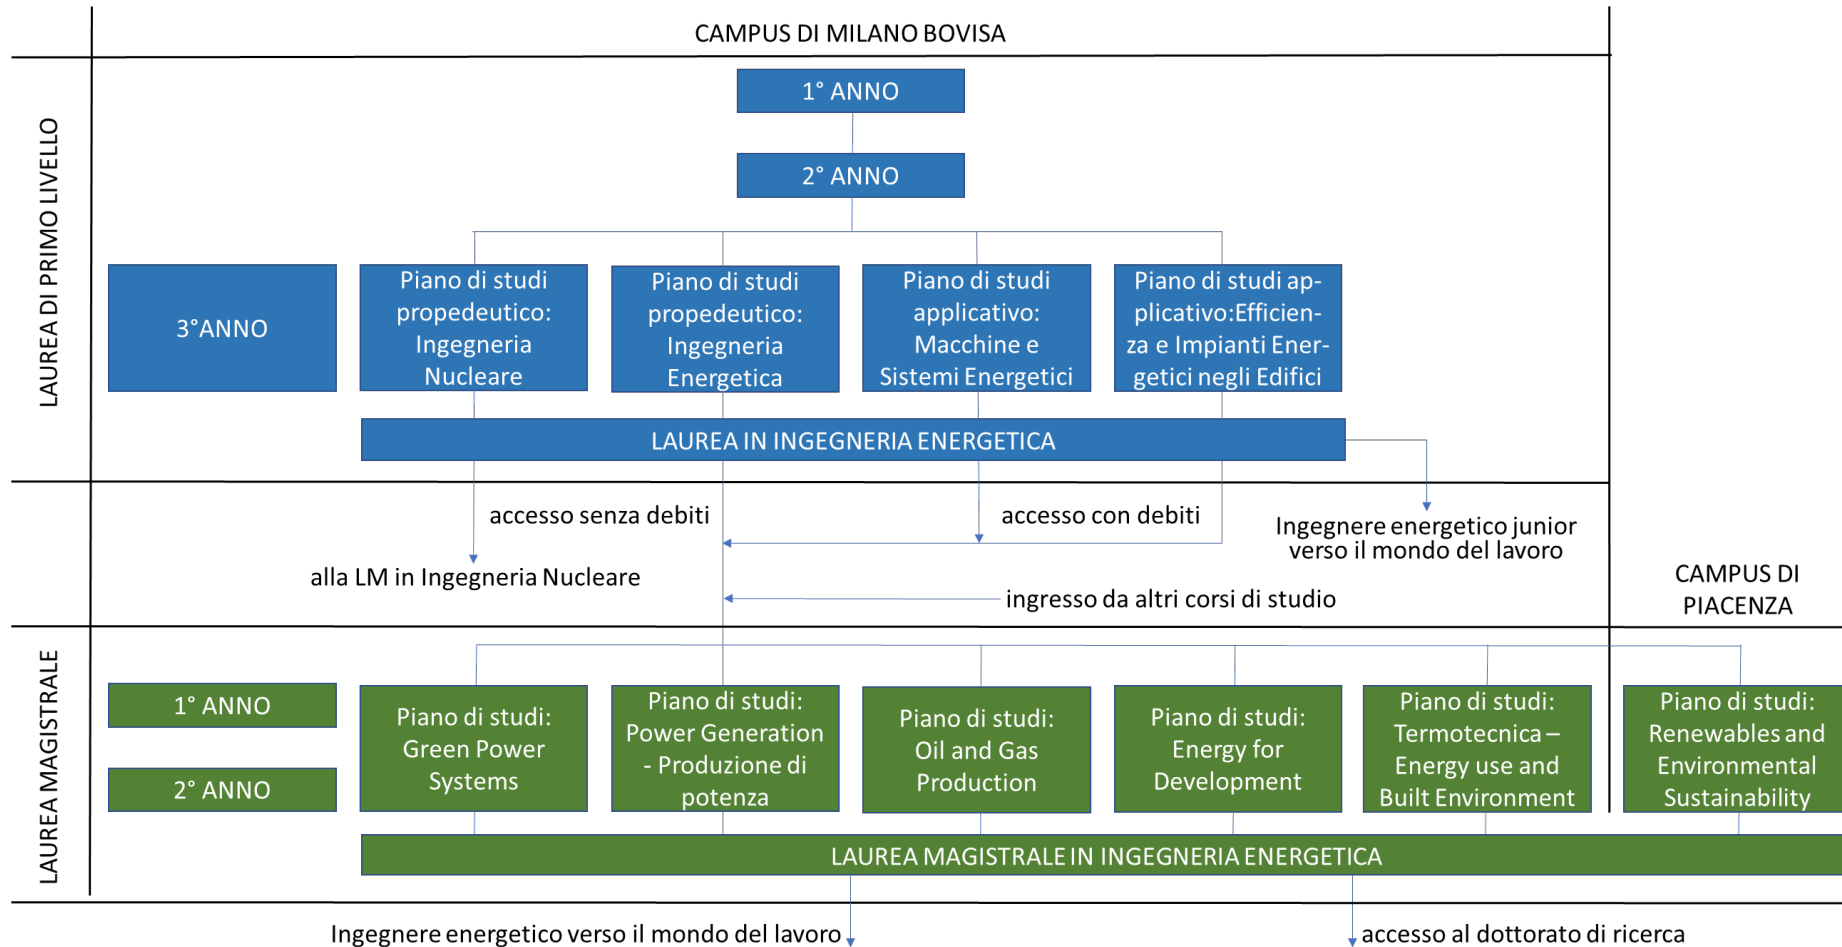 CAMPUS DI MILANO BOVISA
LAUREA DI PRIMO LIVELLO
1° ANNO
2° ANNO
3°ANNO
Piano di studi
propedeutico:
Ingegneria
Nucleare
Piano di studi
propedeutico:
Ingegneria
Energetica
Piano di studi
applicativo:
Macchine e
Sistemi Energetici
Piano di studi ap-
plicativo:Efficien-
za e Impianti Ener-
getici negli Edifici
LAUREA IN INGEGNERIA ENERGETICA
accesso senza debiti
accesso con debiti
Ingegnere energetico junior
verso il mondo del lavoro
alla LM in Ingegneria Nucleare
ingresso da altri corsi di studio
CAMPUS DI
PIACENZA
LAUREA MAGISTRALE
1° ANNO
2° ANNO
Piano di studi:
Green Power
Systems
Piano di studi:
Power Generation
- Produzione di
potenza
Piano di studi:
Oil and Gas
Production
Piano di studi:
Energy for
Development
Piano di studi:
Termotecnica –
Energy use and
Built Environment
Piano di studi:
Renewables and
Environmental
Sustainability
LAUREA MAGISTRALE IN INGEGNERIA ENERGETICA
Ingegnere energetico verso il mondo del lavoro
accesso al dottorato di ricerca